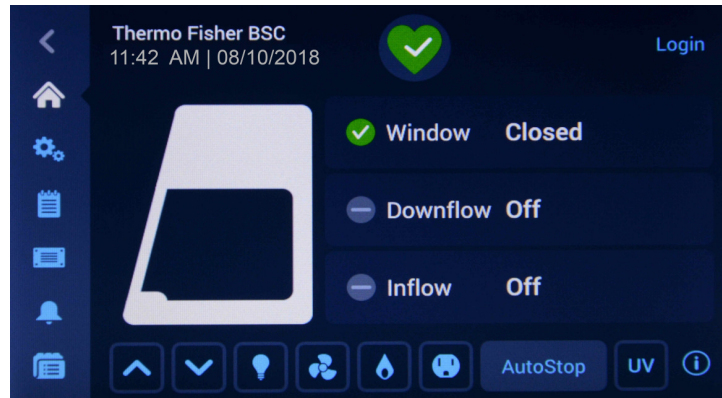 Thermo Fisher BSC
11:42 AM | 08/10/2018
Login
Window Closed
Downflow Off
Inflow Off
AutoStop
UV